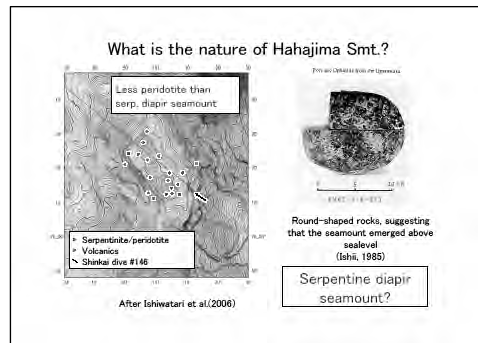 What is the nature of Hahajima Smt.?
Less peridotite than
serp. diapir seamount
Serpentinite/peridotite
Volcanics
Shinkai dive #146
After Ishiwatari et al.(2006)
Round-shaped rocks, suggesting
that the seamount emerged above
sealevel
(Ishii, 1985)
Serpentine diapir
seamount?